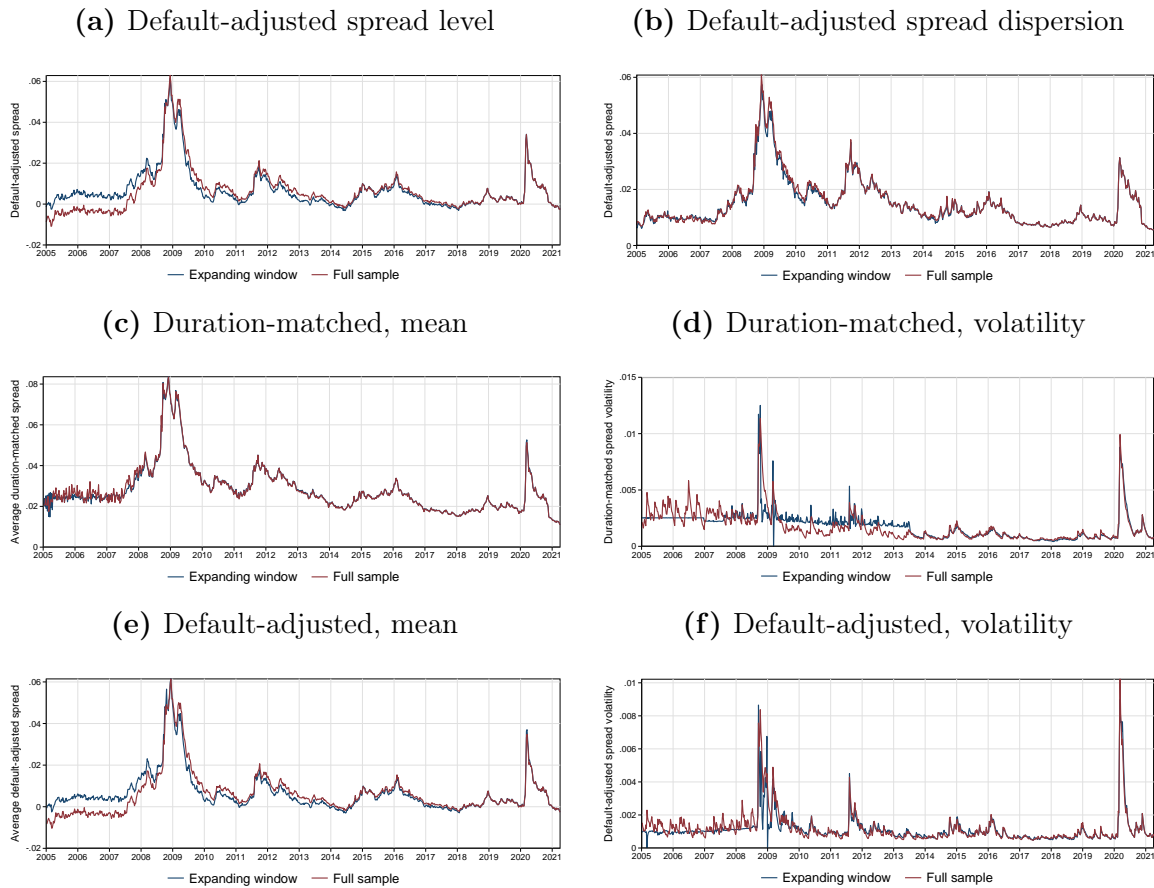 (a) Default-adjusted spread level
Default-adjusted spread
.06
.04
.02
0
-.02
2005 2006 2007 2008 2009 2010 2011 2012 2013 2014 2015 2016 2017 2018 2019 2020 2021
Expanding window Full sample
(b) Default-adjusted spread dispersion
Default-adjusted spread
.06
.04
.02
0
2005 2006 2007 2008 2009 2010 2011 2012 2013 2014 2015 2016 2017 2018 2019 2020 2021
Expanding window Full sample
(c) Duration-matched, mean
Average duration-matched spread
.08
.06
.04
.02
0
2005 2006 2007 2008 2009 2010 2011 2012 2013 2014 2015 2016 2017 2018 2019 2020 2021
Expanding window Full sample
(d) Duration-matched, volatility
Duration-matched spread volatility
.015
.01
.005
0
2005 2006 2007 2008 2009 2010 2011 2012 2013 2014 2015 2016 2017 2018 2019 2020 2021
Expanding window Full sample
(e) Default-adjusted, mean
Average default-adjusted spread
.06
.04
.02
0
-.02
2005 2006 2007 2008 2009 2010 2011 2012 2013 2014 2015 2016 2017 2018 2019 2020 2021
Expanding window Full sample
(f) Default-adjusted, volatility
Default-adjusted spread volatility
.01
.008
.006
.004
.002
0
2005 2006 2007 2008 2009 2010 2011 2012 2013 2014 2015 2016 2017 2018 2019 2020 2021
Expanding window Full sample